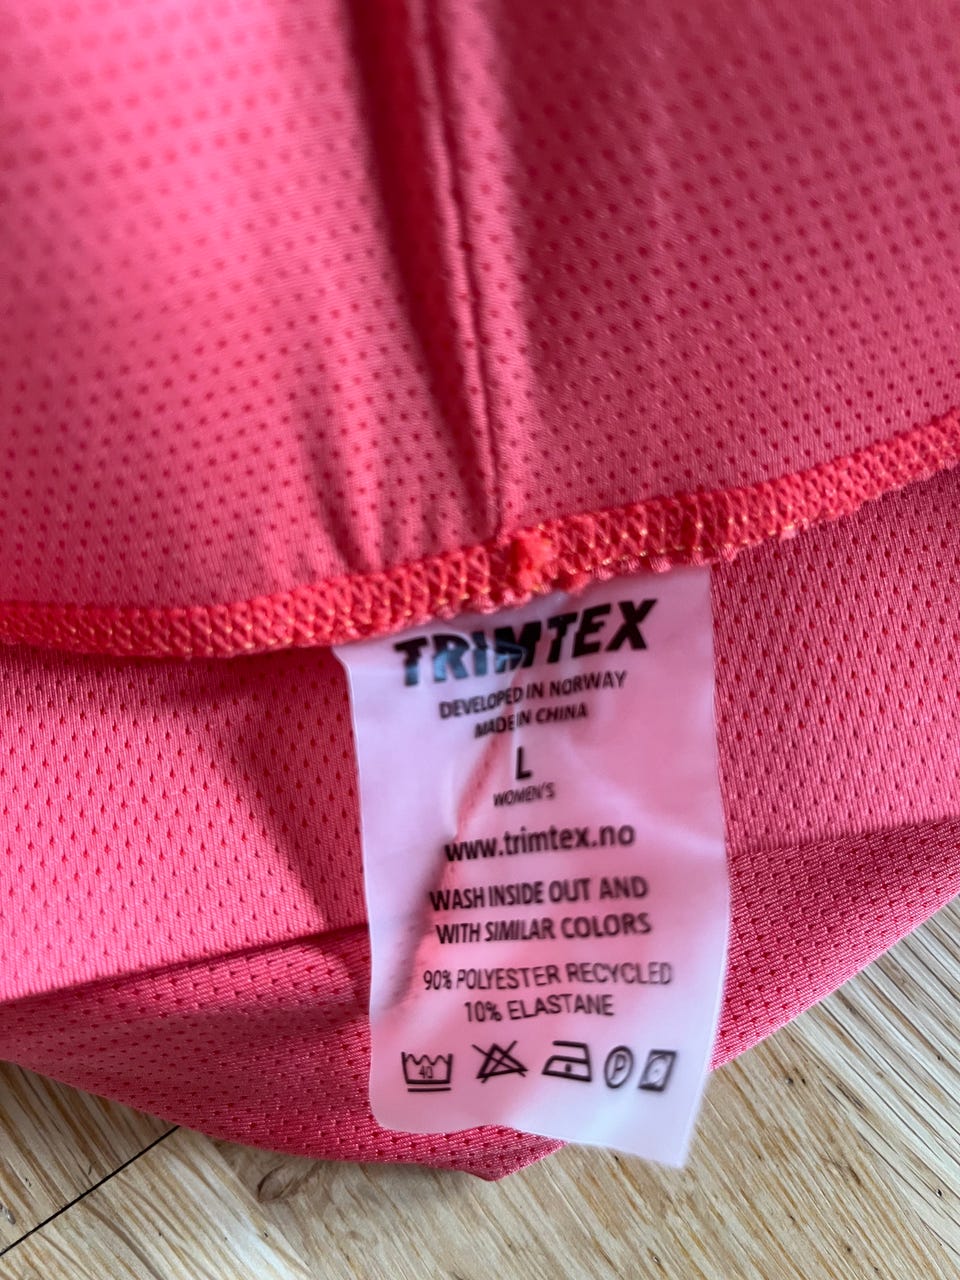 TRIMTEX
DEVELOPED IN NORWAY
MADE IN CHINA
L
WOMEN'S
www.trimtex.no
WASH INSIDE OUT AND
WITH SIMILAR COLORS
90% POLYESTER RECYCLED
10% ELASTANE
40 P